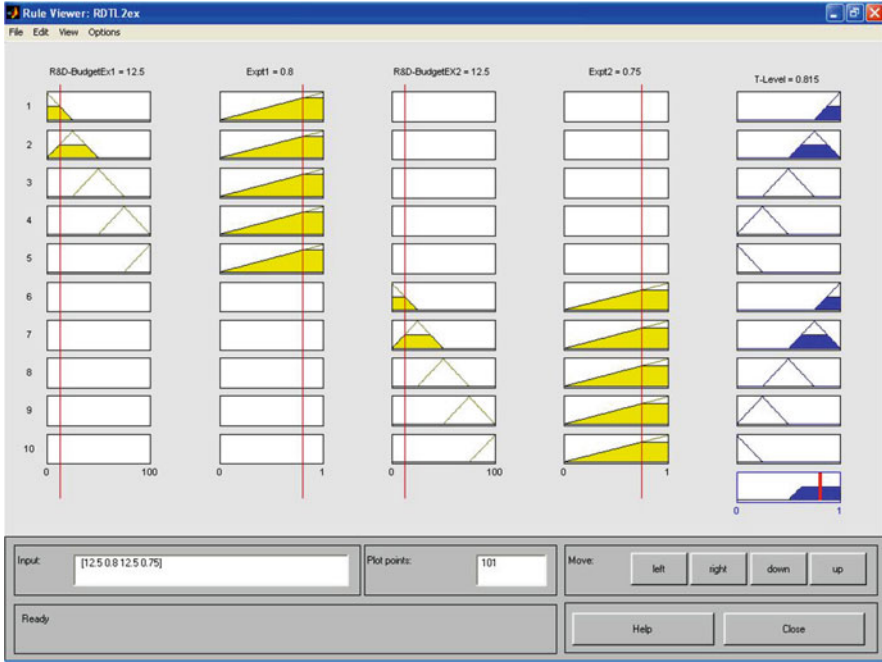 Rule Viewer: RDTL2ex
File Edit View Options
R&D-BudgetEx1 = 12.5 Expt1 = 0.8 R&D-BudgetEX2 = 12.5 Expt2 = 0.75 T-Level = 0.815
1
2
3
4
5
6
7
8
9
10
0 100 0 1 0 100 0 1
0 1
Input: [12.5 0.8 12.5 0.75] Plot points: 101 Move: left right down up
Ready Help Close